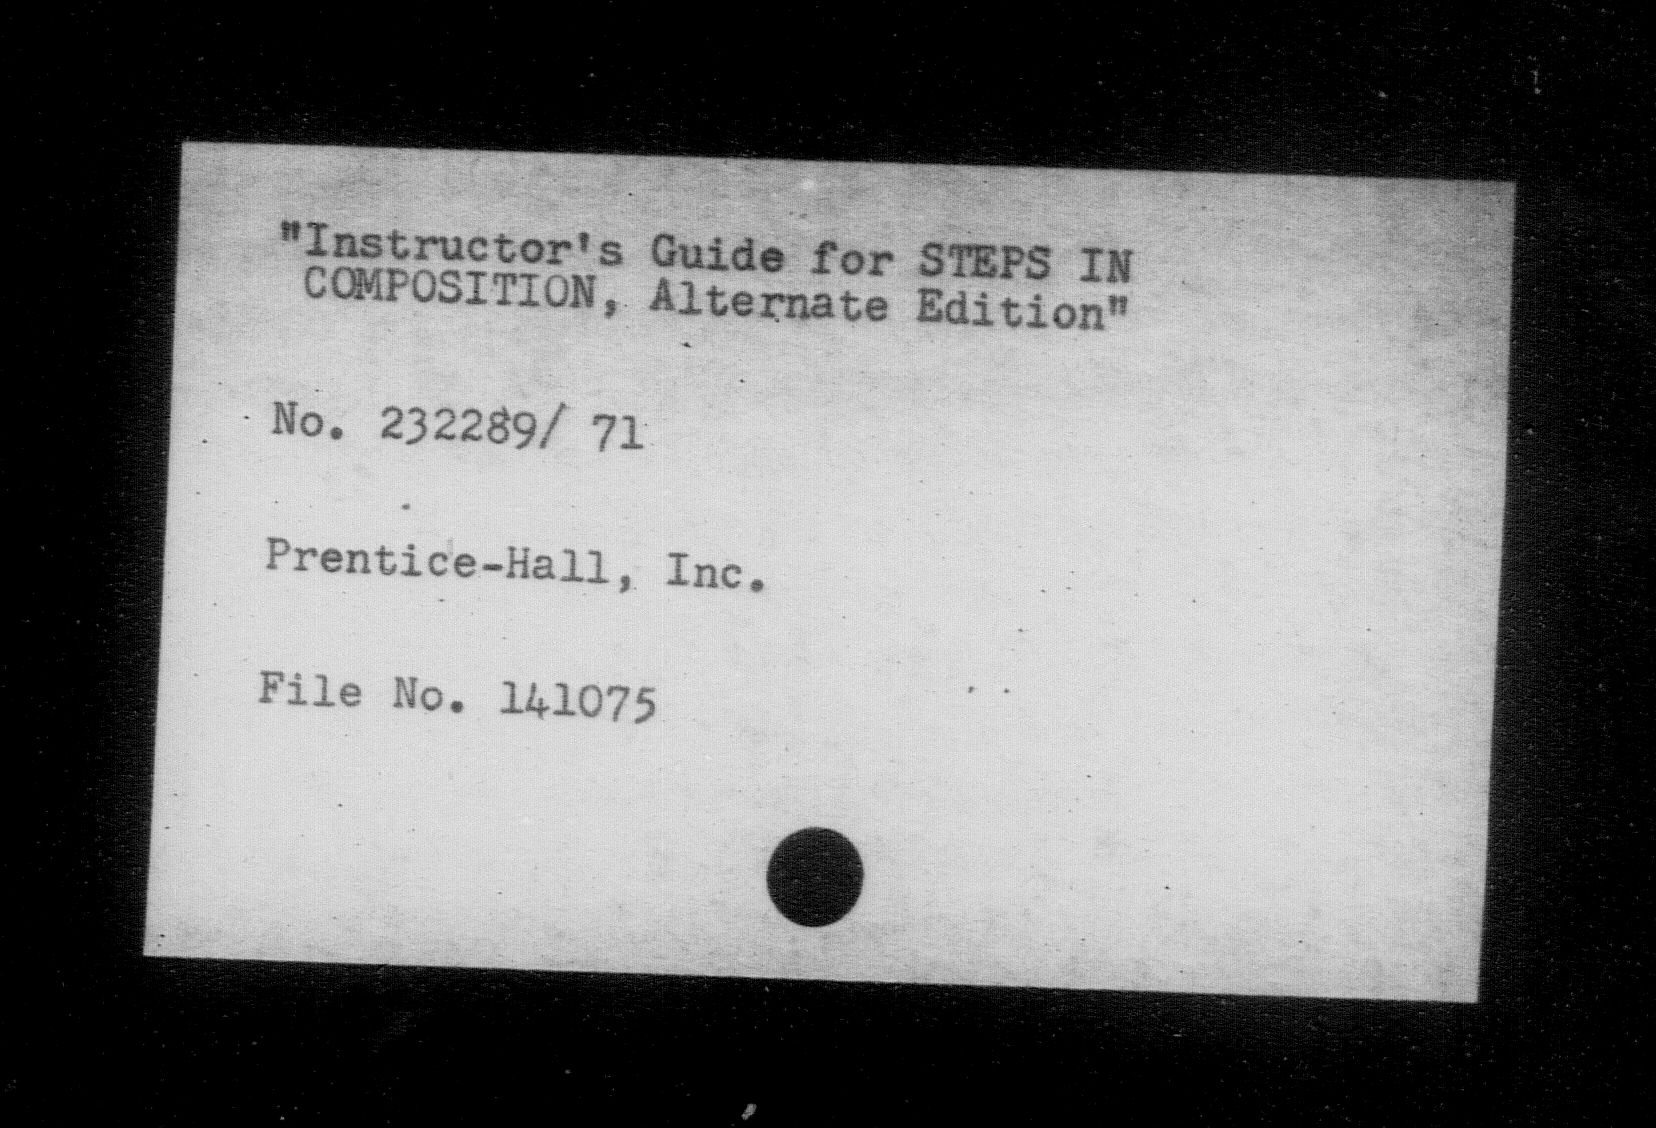 "Instructor's Guide for STEPS IN
COMPOSITION, Alternate Edition"
No. 232289/ 71
Prentice-Hall, Inc.
File No. 141075